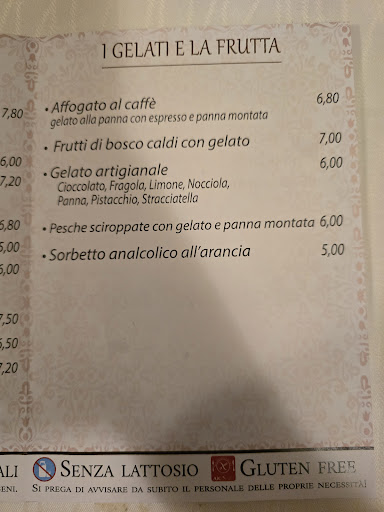 I GELATI E LA FRUTTA
7,80
• Affogato al caffè 6,80
gelato alla panna con espresso e panna montata
• Frutti di bosco caldi con gelato 7,00
6,00
• Gelato artigianale 6,00
7,20
Cioccolato, Fragola, Limone, Nocciola,
Panna, Pistacchio, Stracciatella
6,80
• Pesche sciroppate con gelato e panna montata 6,00
5,00
• Sorbetto analcolico all'arancia 5,00
6,00
7,50
6,50
7,20
ALI SENZA LATTOSIO GLUTEN FREE
ENI. SI PREGA DI AVVISARE DA SUBITO IL PERSONALE DELLE PROPRIE NECESSITÀ!